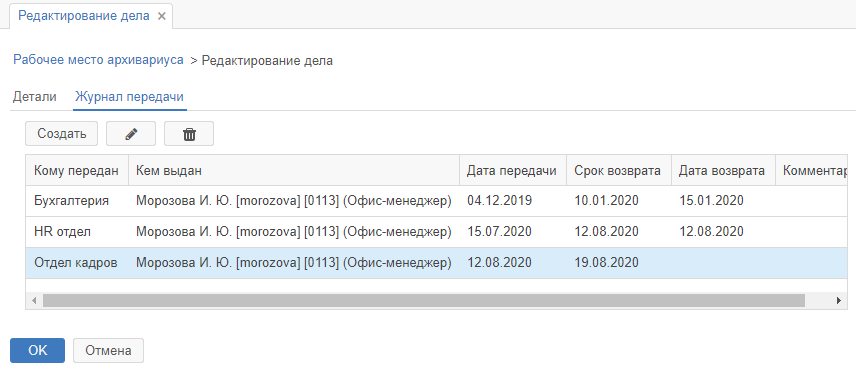 Редактирование дела ×
Рабочее место архивариуса > Редактирование дела
Детали Журнал передачи
Создать
Кому передан Кем выдан Дата передачи Срок возврата Дата возврата Комментар
Бухгалтерия Морозова И. Ю. [morozova] [0113] (Офис-менеджер) 04.12.2019 10.01.2020 15.01.2020
HR отдел Морозова И. Ю. [morozova] [0113] (Офис-менеджер) 15.07.2020 12.08.2020 12.08.2020
Отдел кадров Морозова И. Ю. [morozova] [0113] (Офис-менеджер) 12.08.2020 19.08.2020
OK Отмена